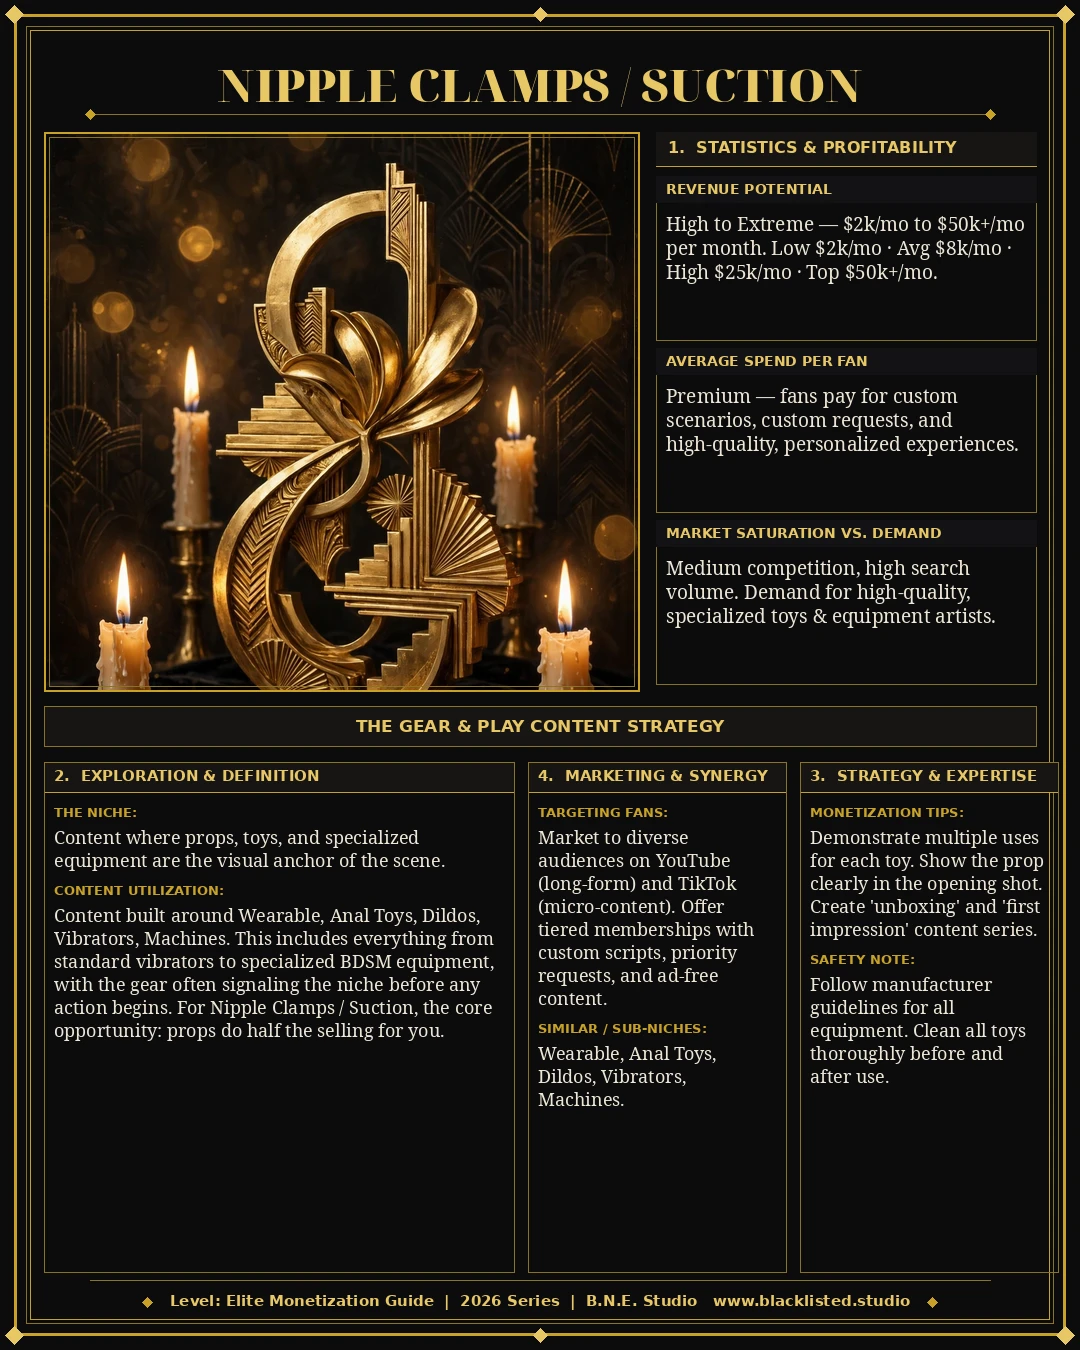 NIPPLE CLAMPS / SUCTION
1. STATISTICS & PROFITABILITY
REVENUE POTENTIAL
High to Extreme — $2k/mo to $50k+/mo
per month. Low $2k/mo · Avg $8k/mo ·
High $25k/mo · Top $50k+/mo.
AVERAGE SPEND PER FAN
Premium — fans pay for custom
scenarios, custom requests, and
high-quality, personalized experiences.
MARKET SATURATION VS. DEMAND
Medium competition, high search
volume. Demand for high-quality,
specialized toys & equipment artists.
THE GEAR & PLAY CONTENT STRATEGY
2. EXPLORATION & DEFINITION
THE NICHE:
Content where props, toys, and specialized
equipment are the visual anchor of the scene.
CONTENT UTILIZATION:
Content built around Wearable, Anal Toys, Dildos,
Vibrators, Machines. This includes everything from
standard vibrators to specialized BDSM equipment,
with the gear often signaling the niche before any
action begins. For Nipple Clamps / Suction, the core
opportunity: props do half the selling for you.
4. MARKETING & SYNERGY
TARGETING FANS:
Market to diverse
audiences on YouTube
(long-form) and TikTok
(micro-content). Offer
tiered memberships with
custom scripts, priority
requests, and ad-free
content.
SIMILAR / SUB-NICHES:
Wearable, Anal Toys,
Dildos, Vibrators,
Machines.
3. STRATEGY & EXPERTISE
MONETIZATION TIPS:
Demonstrate multiple uses
for each toy. Show the prop
clearly in the opening shot.
Create 'unboxing' and 'first
impression' content series.
SAFETY NOTE:
Follow manufacturer
guidelines for all
equipment. Clean all toys
thoroughly before and
after use.
Level: Elite Monetization Guide | 2026 Series | B.N.E. Studio www.blacklisted.studio